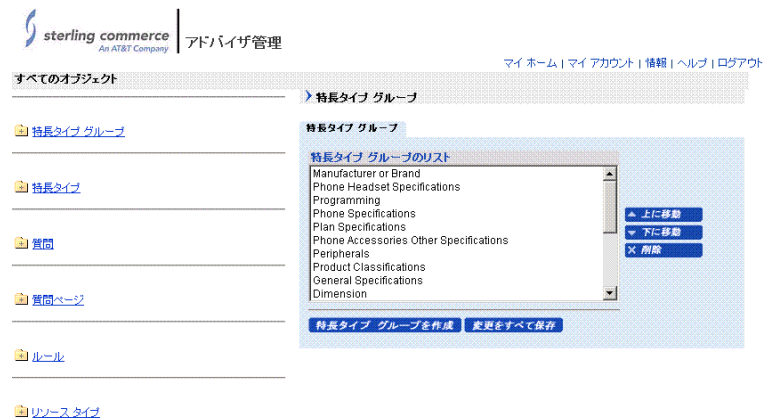 sterling commerce
An AT&T Company
アドバイザ管理
マイ ホーム | マイ アカウント | 情報 | ヘルプ | ログアウト
すべてのオブジェクト
特長タイプ グループ
特長タイプ
質問
質問ページ
ルール
リソース タイプ
特長タイプ グループ
特長タイプ グループ
特長タイプ グループのリスト
Manufacturer or Brand
Phone Headset Specifications
Programming
Phone Specifications
Plan Specifications
Phone Accessories Other Specifications
Peripherals
Product Classifications
General Specifications
Dimension
上に移動
下に移動
削除
特長タイプ グループを作成
変更をすべて保存